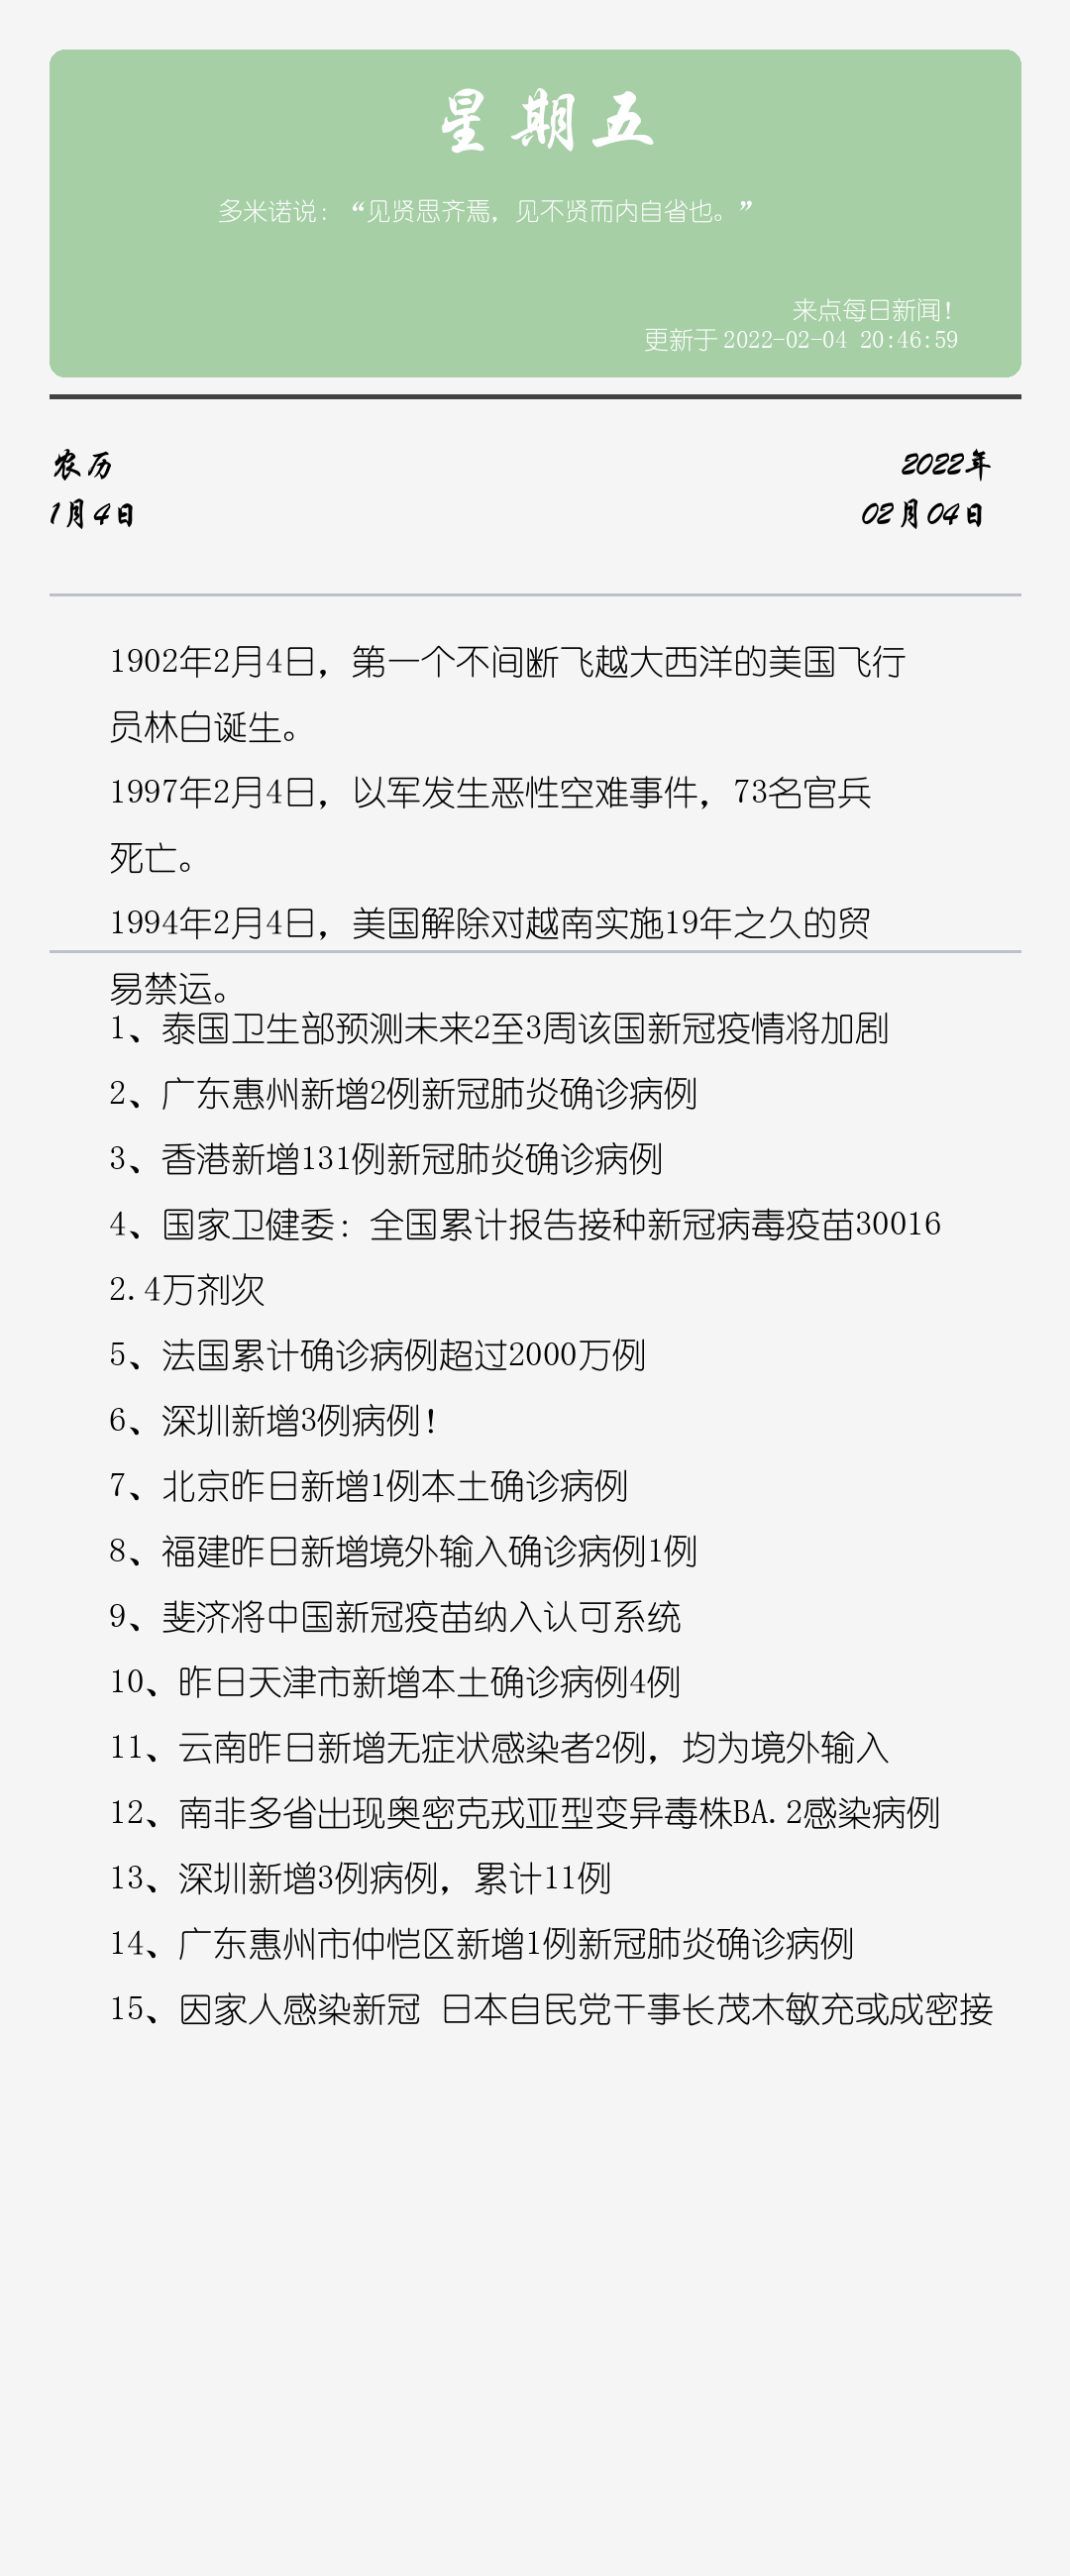 星期五
多米诺说：“见贤思齐焉，见不贤而内自省也。”
来点每日新闻！
更新于 2022-02-04 20:46:59
农历
2022年
1月4日
02月04日
1902年2月4日，第一个不间断飞越大西洋的美国飞行
员林白诞生。
1997年2月4日，以军发生恶性空难事件，73名官兵
死亡。
1994年2月4日，美国解除对越南实施19年之久的贸
易禁运。
1、泰国卫生部预测未来2至3周该国新冠疫情将加剧
2、广东惠州新增2例新冠肺炎确诊病例
3、香港新增131例新冠肺炎确诊病例
4、国家卫健委：全国累计报告接种新冠病毒疫苗30016
2.4万剂次
5、法国累计确诊病例超过2000万例
6、深圳新增3例病例！
7、北京昨日新增1例本土确诊病例
8、福建昨日新增境外输入确诊病例1例
9、斐济将中国新冠疫苗纳入认可系统
10、昨日天津市新增本土确诊病例4例
11、云南昨日新增无症状感染者2例，均为境外输入
12、南非多省出现奥密克戎亚型变异毒株BA.2感染病例
13、深圳新增3例病例，累计11例
14、广东惠州市仲恺区新增1例新冠肺炎确诊病例
15、因家人感染新冠 日本自民党干事长茂木敏充或成密接